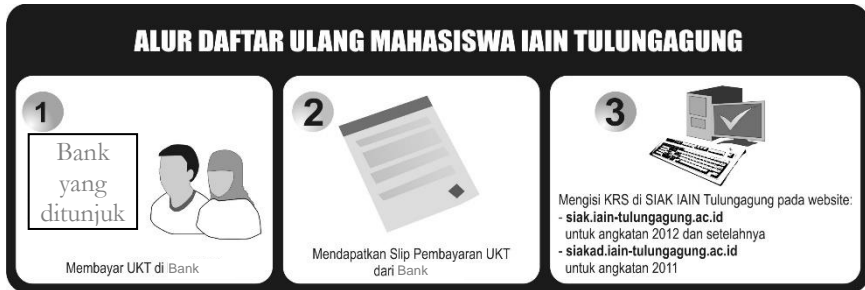 ALUR DAFTAR ULANG MAHASISWA IAIN TULUNGAGUNG
1
Bank
yang
ditunjuk
Membayar UKT di Bank
2
Mendapatkan Slip Pembayaran UKT
dari Bank
3
Mengisi KRS di SIAK IAIN Tulungagung pada website:
- siak.iain-tulungagung.ac.id
untuk angkatan 2012 dan setelahnya
- siakad.iain-tulungagung.ac.id
untuk angkatan 2011